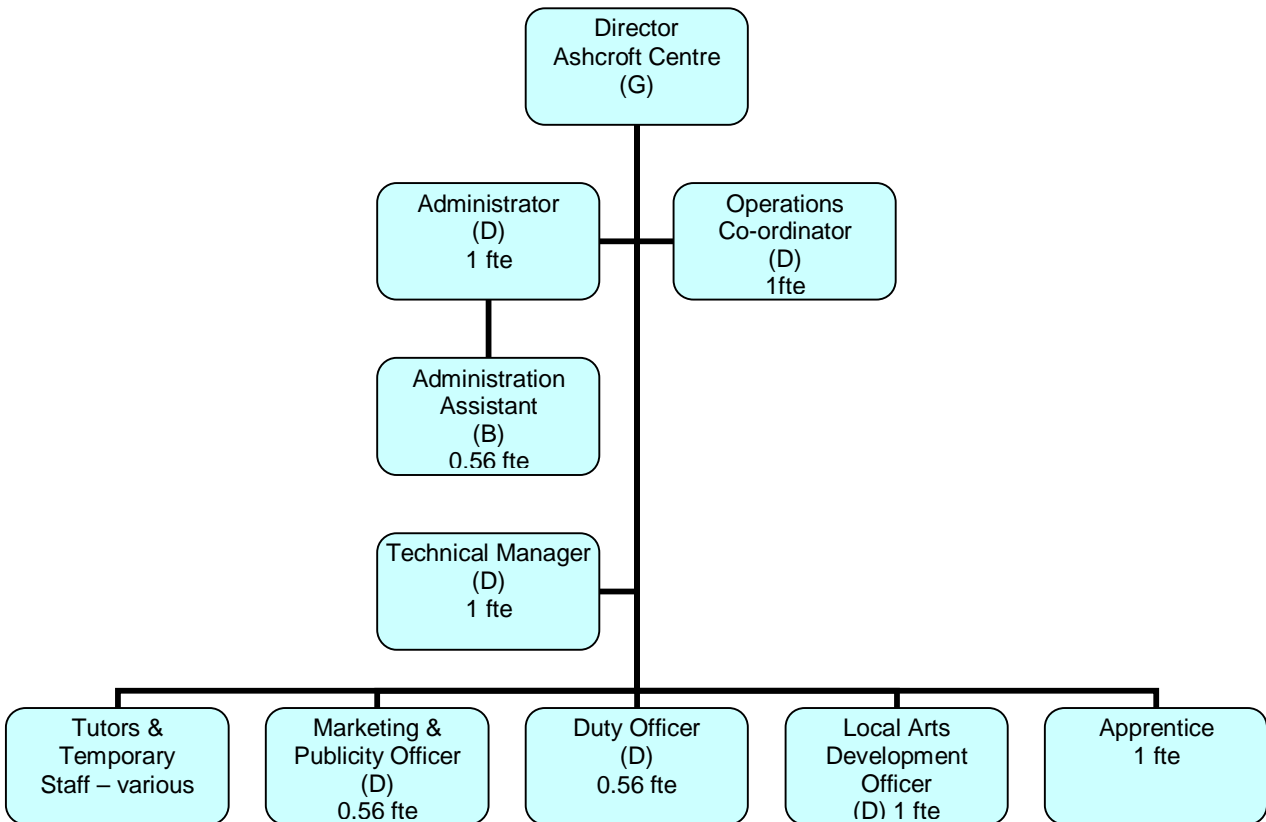 Director
Ashcroft Centre
(G)
Administrator
(D)
1 fte
Operations
Co-ordinator
(D)
1fte
Administration
Assistant
(B)
0.56 fte
Technical Manager
(D)
1 fte
Tutors &
Temporary
Staff – various
Marketing &
Publicity Officer
(D)
0.56 fte
Duty Officer
(D)
0.56 fte
Local Arts
Development
Officer
(D) 1 fte
Apprentice
1 fte